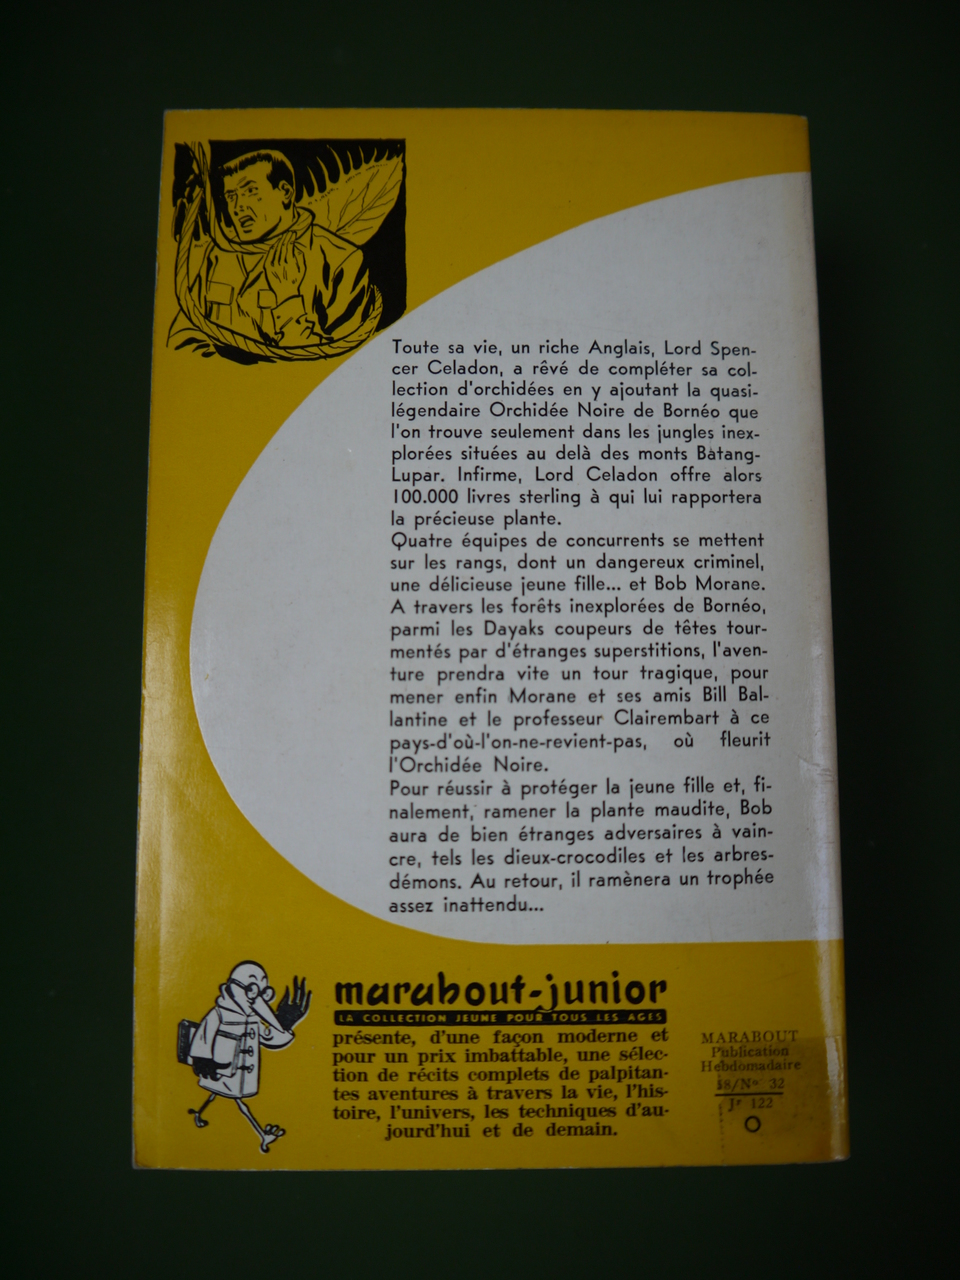 Toute sa vie, un riche Anglais, Lord Spen-
cer Celadon, a rêvé de compléter sa col-
lection d'orchidées en y ajoutant la quasi-
légendaire Orchidée Noire de Bornéo que
l'on trouve seulement dans les jungles inex-
plorées situées au delà des monts Batang-
Lupar. Infirme, Lord Celadon offre alors
100.000 livres sterling à qui lui rapportera
la précieuse plante.
Quatre équipes de concurrents se mettent
sur les rangs, dont un dangereux criminel,
une délicieuse jeune fille... et Bob Morane.
A travers les forêts inexplorées de Bornéo,
parmi les Dayaks coupeurs de têtes tour-
mentés par d'étranges superstitions, l'aven-
ture prendra vite un tour tragique, pour
mener enfin Morane et ses amis Bill Bal-
lantine et le professeur Clairembart à ce
pays-d'où-l'on-ne-revient-pas, où fleurit
l'Orchidée Noire.
Pour réussir à protéger la jeune fille et, fi-
nalement, ramener la plante maudite, Bob
aura de bien étranges adversaires à vain-
cre, tels les dieux-crocodiles et les arbres-
démons. Au retour, il ramènera un trophée
assez inattendu...
marabout-junior
LA COLLECTION JEUNE POUR TOUS LES AGES
présente, d'une façon moderne et
pour un prix imbattable, une sélec-
tion de récits complets de palpitan-
tes aventures à travers la vie, l'his-
toire, l'univers, les techniques d'au-
jourd'hui et de demain.
MARABOUT
Publication
Hebdomadaire
58/N° 32
Jr 122
O